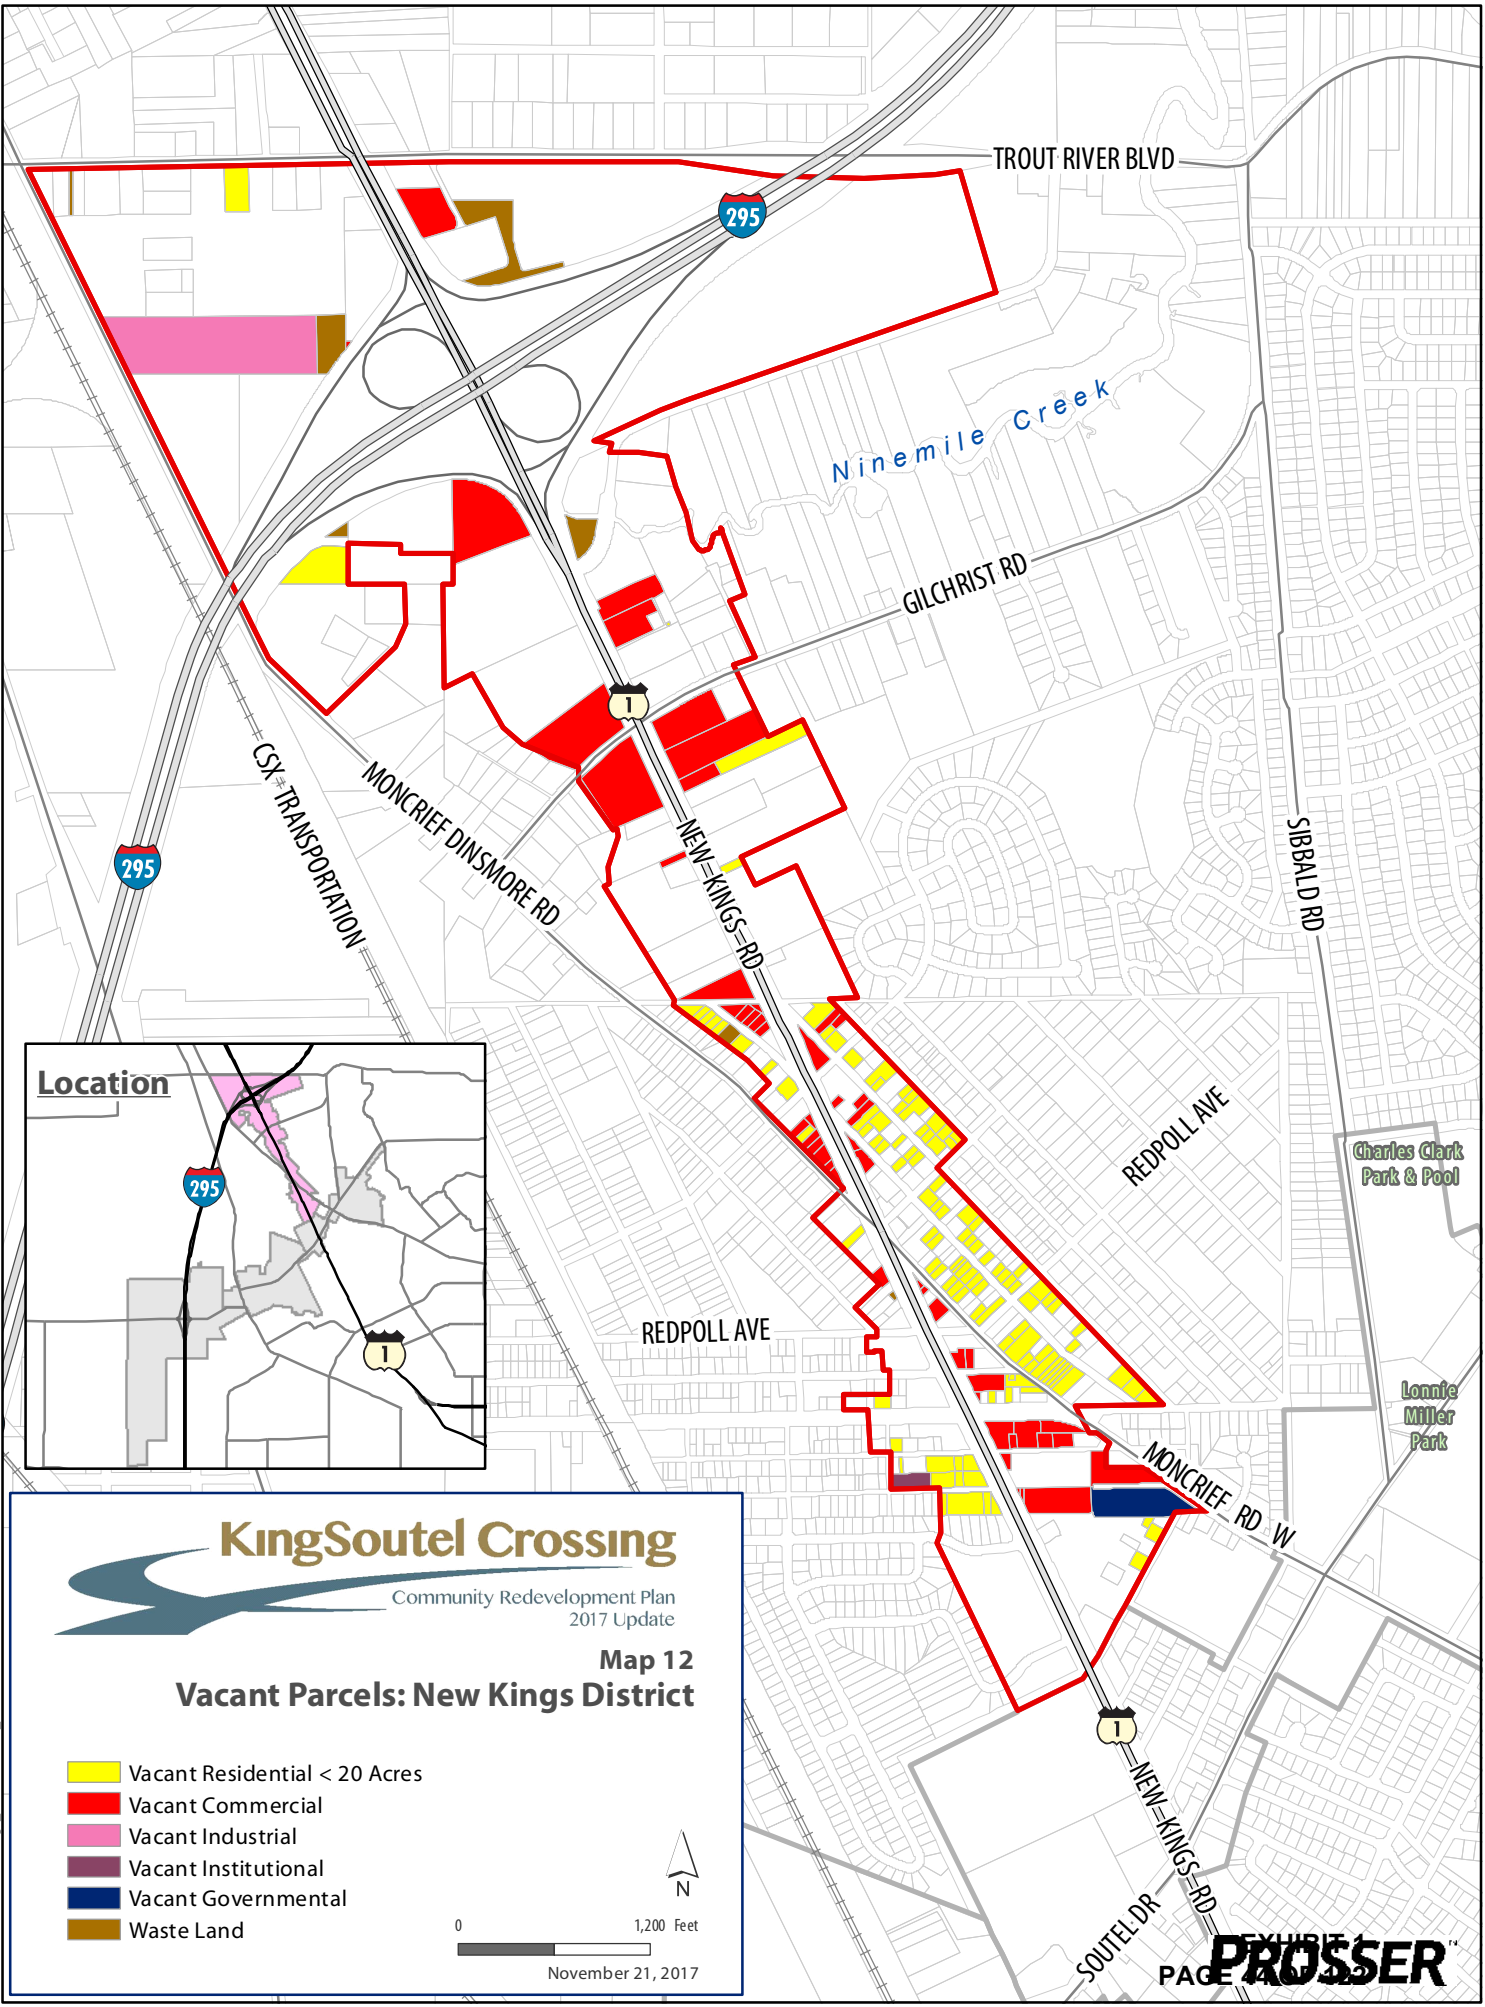 TROUT RIVER BLVD
295
Ninemile Creek
GILCHRIST RD
1
CSX TRANSPORTATION
MONCRIEF DINSMORE RD
NEW KINGS RD
SIBBALD RD
295
REDPOLL AVE
Charles Clark
Park & Pool
REDPOLL AVE
Lonnie
Miller
Park
MONCRIEF RD W
1
NEW KINGS RD
SOUTEL DR
Location
295
1
KingSoutel Crossing
Community Redevelopment Plan
2017 Update
Map 12
Vacant Parcels: New Kings District
Vacant Residential < 20 Acres
Vacant Commercial
Vacant Industrial
Vacant Institutional
Vacant Governmental
Waste Land
N
0 1,200 Feet
November 21, 2017
EXHIBIT 1
PROSSER
PAGE